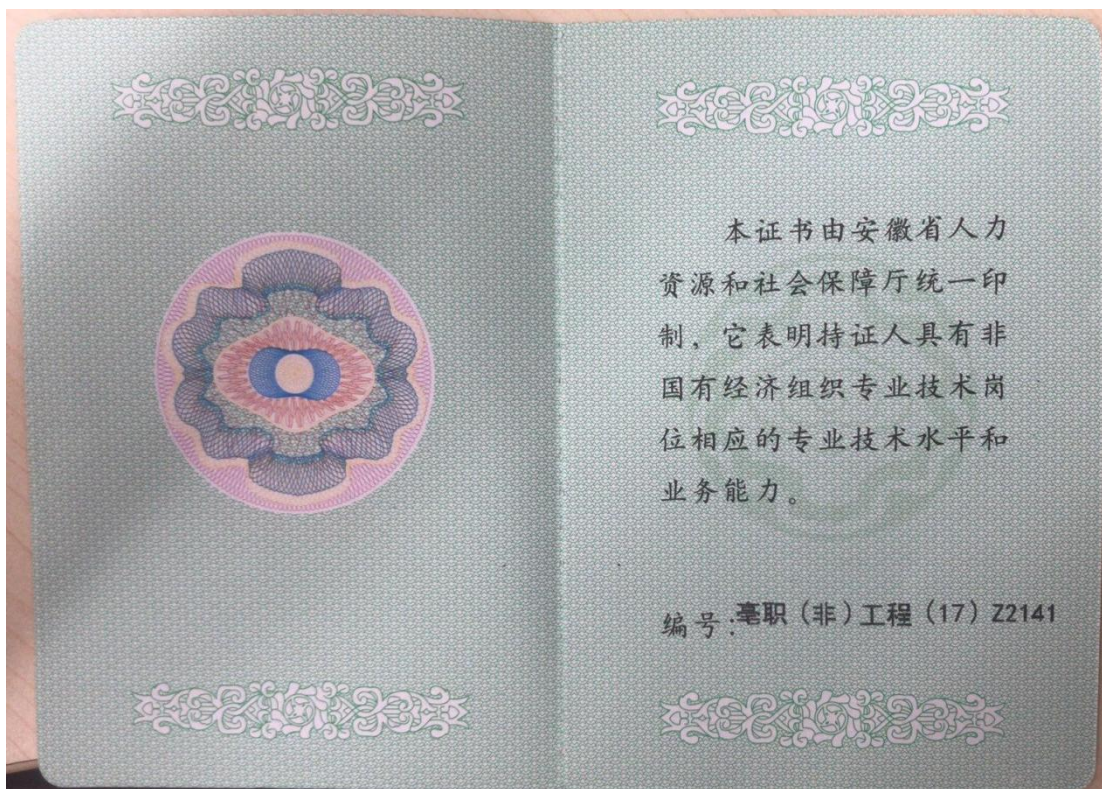 本证书由安徽省人力
资源和社会保障厅统一印
制，它表明持证人具有非
国有经济组织专业技术岗
位相应的专业技术水平和
业务能力。
编号:亳职（非）工程（17）Z2141